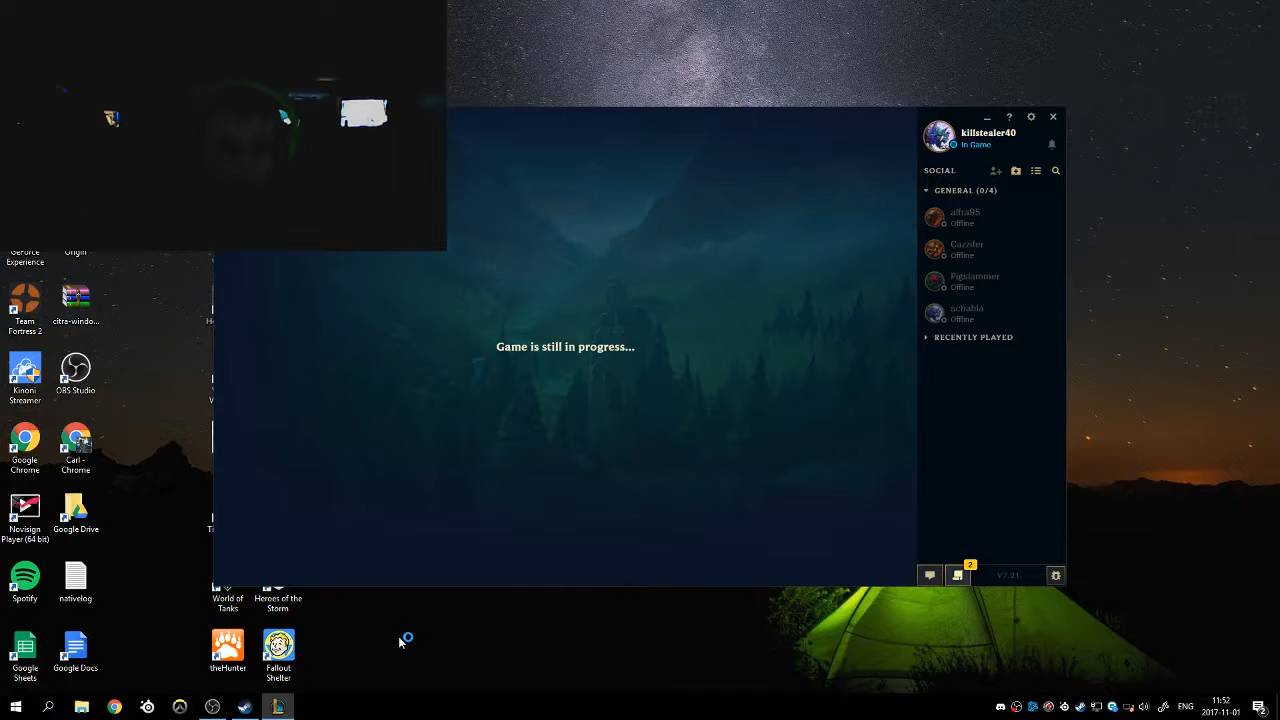 killstealer40
In Game
SOCIAL
GENERAL (0/4)
alfra95
Offline
Cazzifer
Offline
Pigslammer
Offline
schabla
Offline
RECENTLY PLAYED
Game is still in progress...
2
V7.21
GeForce Experience
Origin
Team Fortress 2
citra-windo...
Kinoni Streamer
OBS Studio
Google Chrome
Carl - Chrome
Novisign Player (64 bit)
Google Drive
Spotify
nativelog
World of Tanks
Heroes of the Storm
Google Sheets
Google Docs
theHunter
Fallout Shelter
11:52
2017-11-01
2